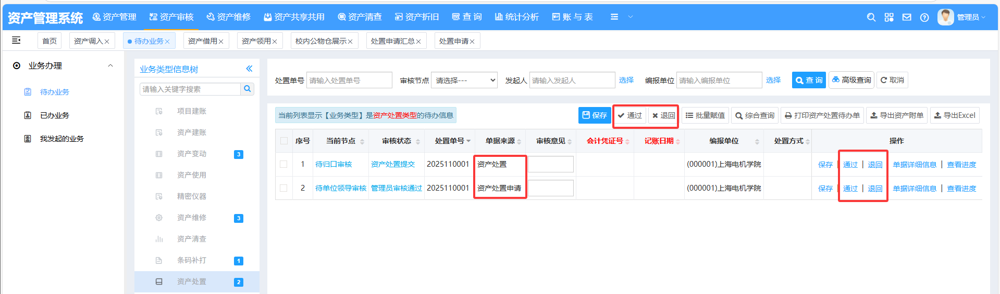 资产管理系统 资产管理 资产审核 资产维修 资产共享共用 资产清查 资产折旧 查 询 统计分析 账 与 表 管理员
首页 资产调入× 待办业务× 资产借用× 资产领用× 校内公物仓展示× 处置申请汇总× 处置申请×
业务办理
待办业务
已办业务
我发起的业务
业务类型信息树
请输入关键字搜索
项目建账
资产建账
资产变动 3
资产使用
精密仪器
资产维修 3
资产清查
条码补打 1
资产处置 2
处置单号 请输入处置单号 审核节点 请选择--- 发起人 请输入发起人 选择 编报单位 请输入编报单位 选择 查 询 高级查询 取消
当前列表显示【业务类型】是资产处置类型的待办信息 保存 通过 退回 批量赋值 综合查询 打印资产处置待办单 导出资产附单 导出Excel
序号 当前节点 审核状态 处置单号 单据来源 审核意见 会计凭证号 记账日期 编报单位 处置方式 操作
1 待归口审核 资产处置提交 2025110001 资产处置 (000001)上海电机学院 保存 | 通过 | 退回 单据详细信息 | 查看进度
2 待单位领导审核 管理员审核通过 2025110001 资产处置申请 (000001)上海电机学院 保存 | 通过 | 退回 单据详细信息 | 查看进度